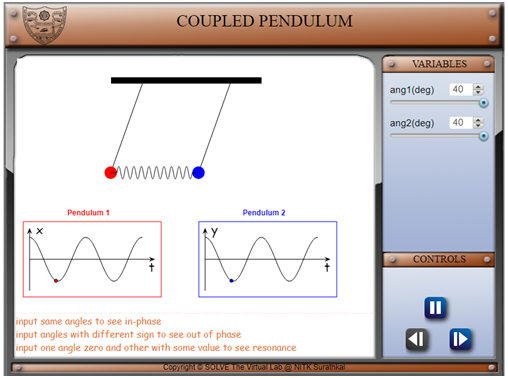 COUPLED PENDULUM
VARIABLES
ang1(deg) 40
ang2(deg) 40
Pendulum 1
Pendulum 2
x
t
y
t
CONTROLS
input same angles to see in-phase
input angles with different sign to see out of phase
input one angle zero and other with some value to see resonance
Copyright © SOLVE The Virtual Lab @ NITK Surathkal